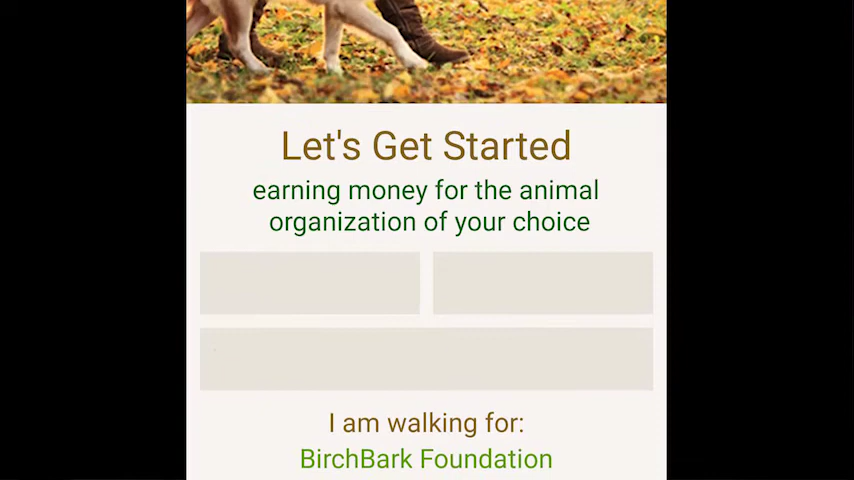 Let's Get Started
earning money for the animal
organization of your choice
I am walking for:
BirchBark Foundation